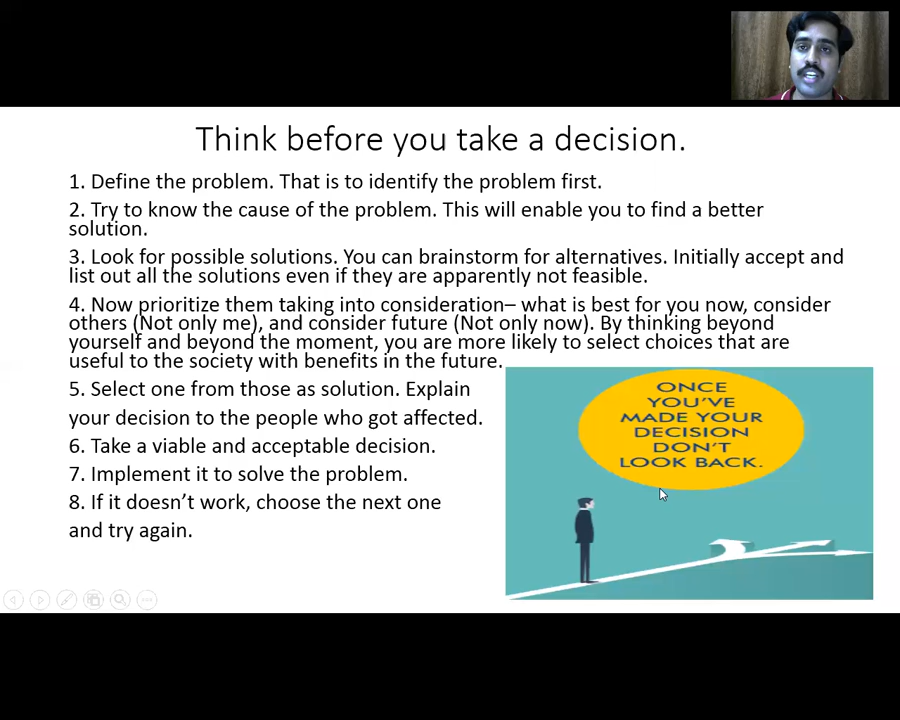 Think before you take a decision.
1. Define the problem. That is to identify the problem first.
2. Try to know the cause of the problem. This will enable you to find a better
solution.
3. Look for possible solutions. You can brainstorm for alternatives. Initially accept and
list out all the solutions even if they are apparently not feasible.
4. Now prioritize them taking into consideration– what is best for you now, consider
others (Not only me), and consider future (Not only now). By thinking beyond
yourself and beyond the moment, you are more likely to select choices that are
useful to the society with benefits in the future.
5. Select one from those as solution. Explain
your decision to the people who got affected.
6. Take a viable and acceptable decision.
7. Implement it to solve the problem.
8. If it doesn’t work, choose the next one
and try again.
ONCE
YOU'VE
MADE YOUR
DECISION
DON'T
LOOK BACK.